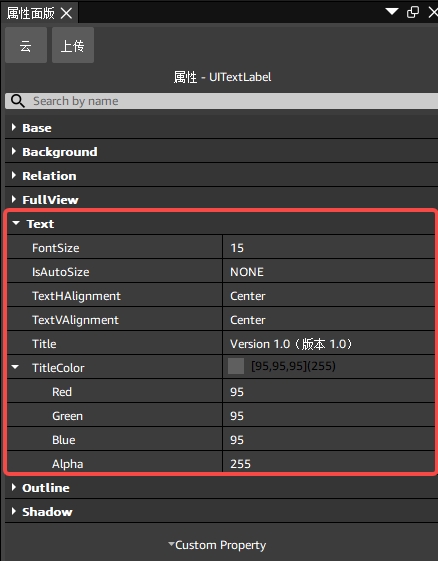 属性面版
云 上传
属性 - UITextLabel
Search by name
Base
Background
Relation
FullView
Text
FontSize 15
IsAutoSize NONE
TextHAlignment Center
TextVAlignment Center
Title Version 1.0（版本 1.0）
TitleColor [95,95,95](255)
Red 95
Green 95
Blue 95
Alpha 255
Outline
Shadow
Custom Property